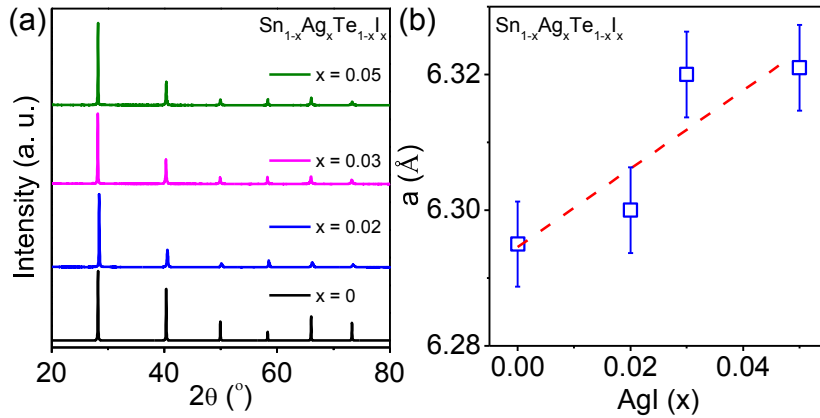 (a)
Sn1-xAgxTe1-xIx
x = 0.05
x = 0.03
x = 0.02
x = 0
Intensity (a. u.)
20 40 60 80
2θ (°)
(b)
Sn1-xAgxTe1-xIx
6.32
6.30
6.28
a (Å)
0.00 0.02 0.04
AgI (x)